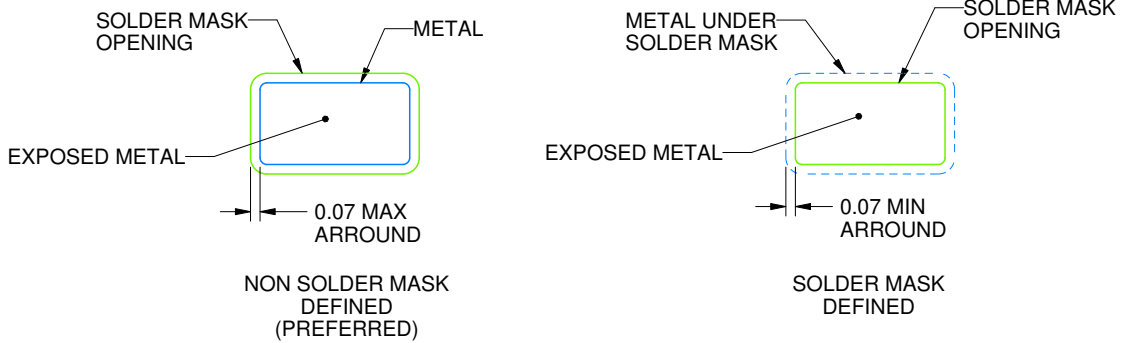 SOLDER MASK
OPENING
METAL
EXPOSED METAL
0.07 MAX
ARROUND
NON SOLDER MASK
DEFINED
(PREFERRED)
METAL UNDER
SOLDER MASK
SOLDER MASK
OPENING
EXPOSED METAL
0.07 MIN
ARROUND
SOLDER MASK
DEFINED